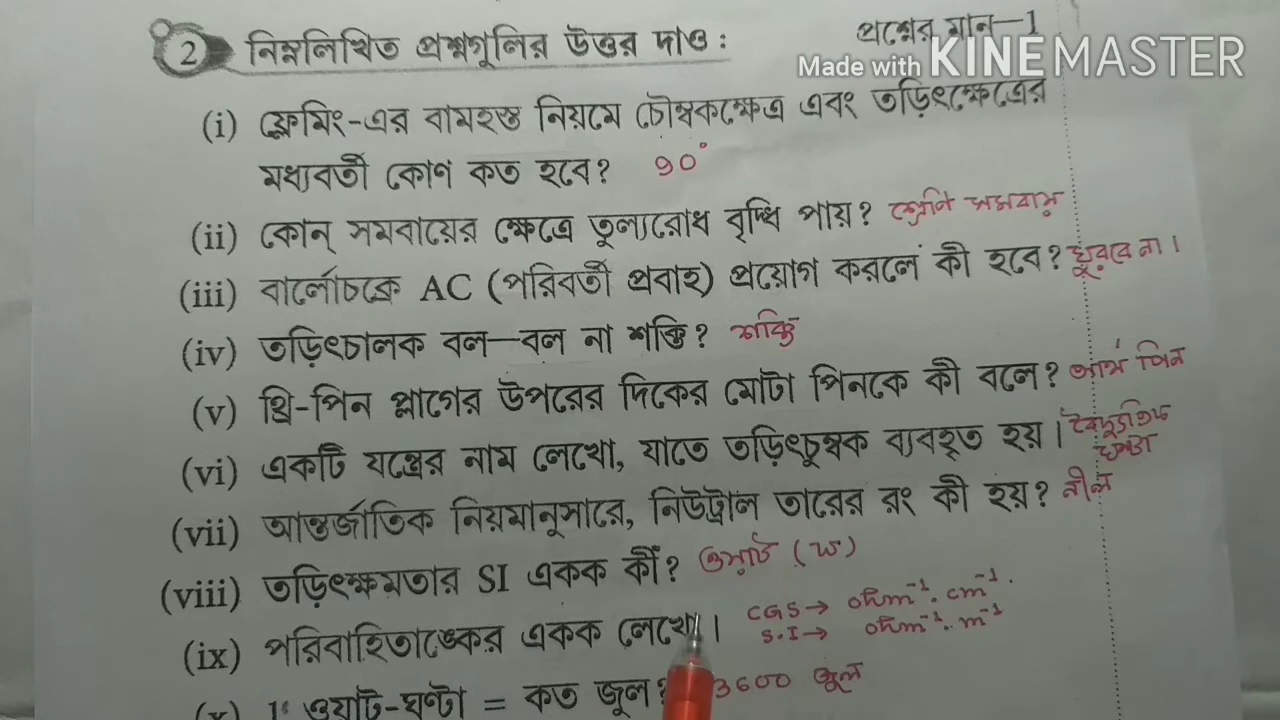 2 নিম্নলিখিত প্রশ্নগুলির উত্তর দাও : প্রশ্নের মান—1
Made with KINEMASTER
(i) ফ্লেমিং-এর বামহস্ত নিয়মে চৌম্বকক্ষেত্র এবং তড়িৎক্ষেত্রের
মধ্যবর্তী কোণ কত হবে? 90°
(ii) কোন্ সমবায়ের ক্ষেত্রে তুল্যরোধ বৃদ্ধি পায়? শ্রেনি সমবায়
(iii) বার্লোচক্রে AC (পরিবর্তী প্রবাহ) প্রয়োগ করলে কী হবে? ঘুরবে না।
(iv) তড়িৎচালক বল—বল না শক্তি? শক্তি
(v) থ্রি-পিন প্লাগের উপরের দিকের মোটা পিনকে কী বলে? আর্থ পিন
(vi) একটি যন্ত্রের নাম লেখো, যাতে তড়িৎচুম্বক ব্যবহৃত হয়। বৈদ্যুতিক
ঘন্টা
(vii) আন্তর্জাতিক নিয়মানুসারে, নিউট্রাল তারের রং কী হয়? নীল
(viii) তড়িৎক্ষমতার SI একক কী? ওয়াট (w)
(ix) পরিবাহিতাঙ্কের একক লেখো। CGS→ ohm⁻¹. cm⁻¹.
S.I→ ohm⁻¹. m⁻¹
(x) 1 ওয়াট-ঘণ্টা = কত জুল? 3600 জুল